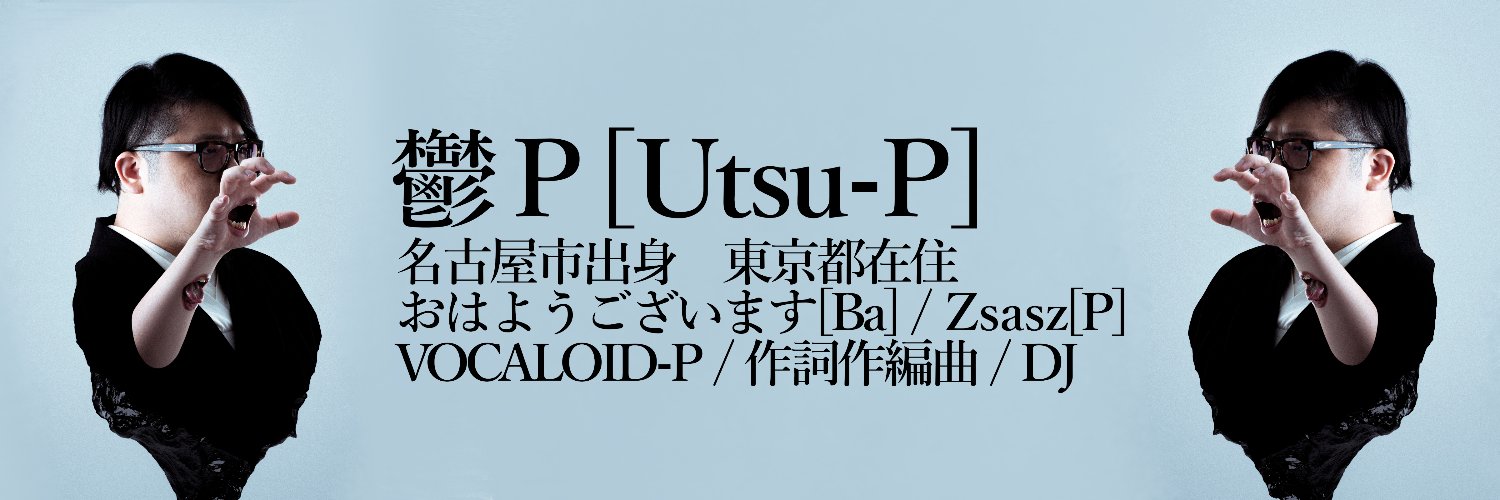 鬱P [Utsu-P]
名古屋市出身　東京都在住
おはようございます[Ba] / Zsasz[P]
VOCALOID-P / 作詞作編曲 / DJ